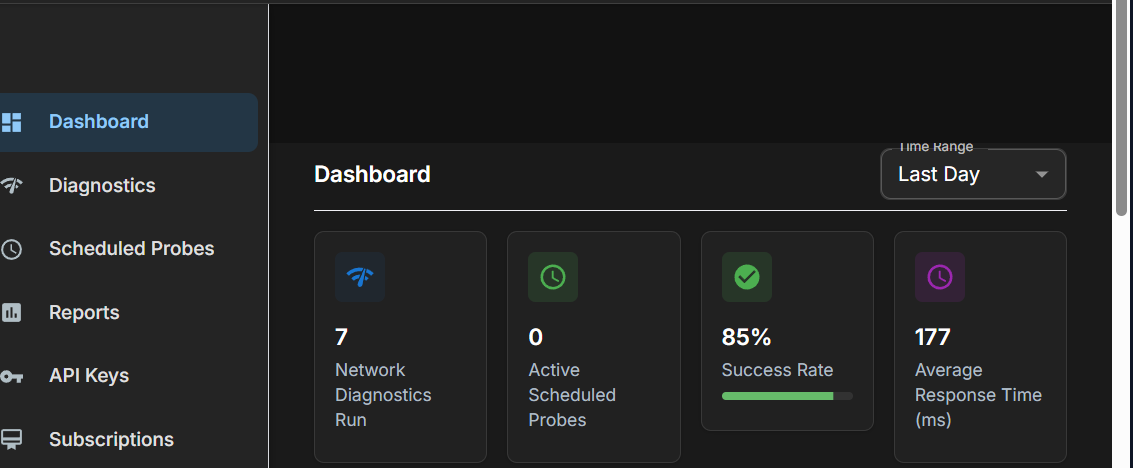 Dashboard
Diagnostics
Scheduled Probes
Reports
API Keys
Subscriptions
Dashboard
Time Range
Last Day
7
Network
Diagnostics
Run
0
Active
Scheduled
Probes
85%
Success Rate
177
Average
Response Time
(ms)